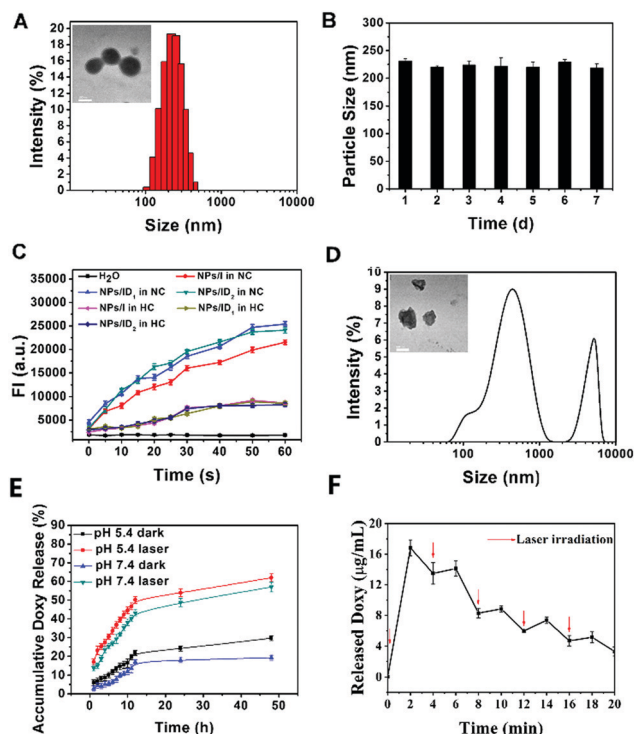 A
Intensity (%)
20
18
16
14
12
10
8
6
4
2
0
100
1000
10000
Size (nm)
B
Particle Size (nm)
300
250
200
150
100
50
0
1 2 3 4 5 6 7
Time (d)
C
FI (a.u.)
H₂O NPs/I in NC
NPs/ID₁ in NC NPs/ID₂ in NC
NPs/I in HC NPs/ID₁ in HC
NPs/ID₂ in HC
35000
30000
25000
20000
15000
10000
5000
0 10 20 30 40 50 60
Time (s)
D
Intensity (%)
10
9
8
7
6
5
4
3
2
1
0
100 1000 10000
Size (nm)
E
Accumulative Doxy Release (%)
90
80
70
60
50
40
30
20
10
0
pH 5.4 dark
pH 5.4 laser
pH 7.4 dark
pH 7.4 laser
0 10 20 30 40 50
Time (h)
F
Released Doxy (μg/mL)
20
16
12
8
4
0
Laser irradiation
0 2 4 6 8 10 12 14 16 18 20
Time (min)